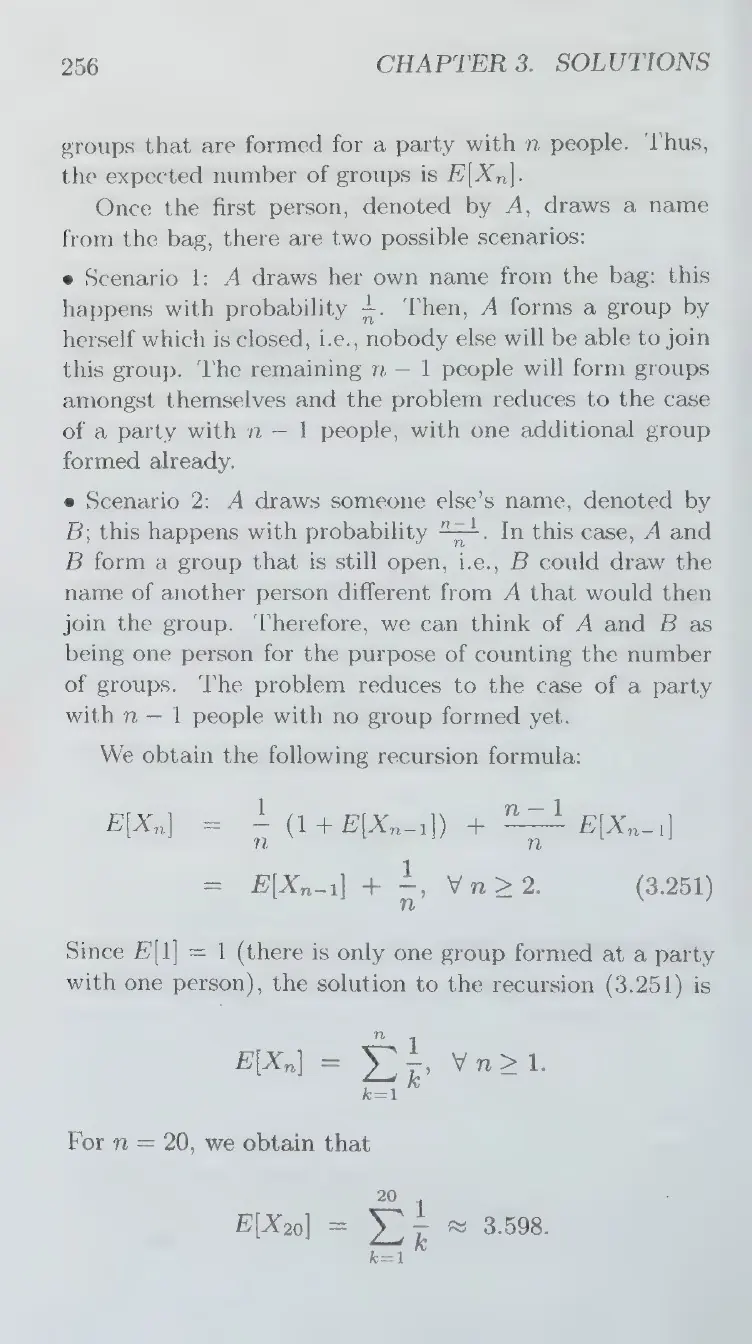 256 CHAPTER 3. SOLUTIONS
groups that are formed for a party with n people. Thus,
the expected number of groups is E[Xₙ].
Once the first person, denoted by A, draws a name
from the bag, there are two possible scenarios:
• Scenario 1: A draws her own name from the bag: this
happens with probability 1/n. Then, A forms a group by
herself which is closed, i.e., nobody else will be able to join
this group. The remaining n − 1 people will form groups
amongst themselves and the problem reduces to the case
of a party with n − 1 people, with one additional group
formed already.
• Scenario 2: A draws someone else's name, denoted by
B; this happens with probability (n−1)/n. In this case, A and
B form a group that is still open, i.e., B could draw the
name of another person different from A that would then
join the group. Therefore, we can think of A and B as
being one person for the purpose of counting the number
of groups. The problem reduces to the case of a party
with n − 1 people with no group formed yet.
We obtain the following recursion formula:
E[Xₙ] = 1/n (1 + E[Xₙ₋₁]) + (n − 1)/n E[Xₙ₋₁]
= E[Xₙ₋₁] + 1/n, ∀ n ≥ 2. (3.251)
Since E[1] = 1 (there is only one group formed at a party
with one person), the solution to the recursion (3.251) is
E[Xₙ] = ∑_{k=1}^{n} 1/k, ∀ n ≥ 1.
For n = 20, we obtain that
E[X₂₀] = ∑_{k=1}^{20} 1/k ≈ 3.598.